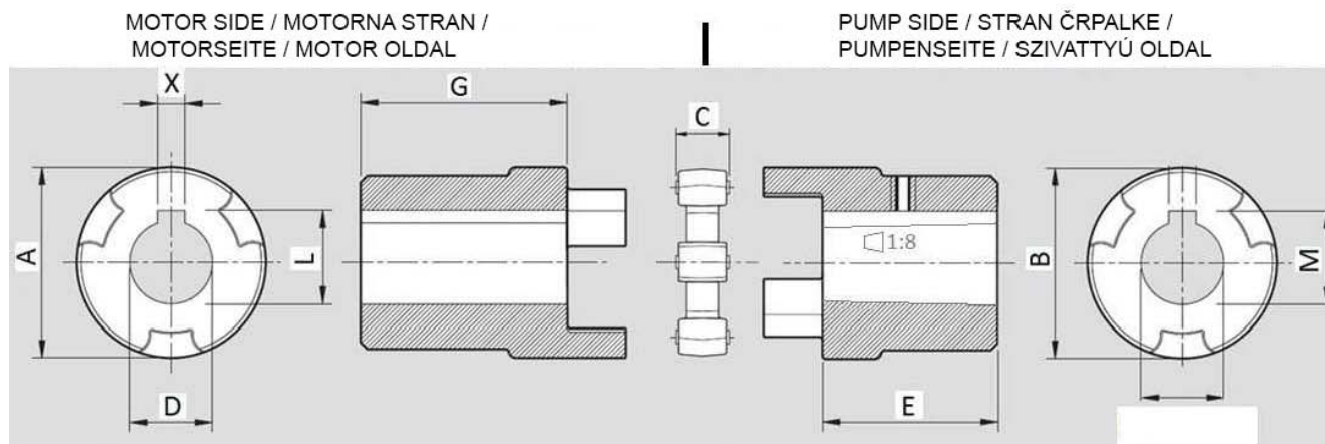 MOTOR SIDE / MOTORNA STRAN /
MOTORSEITE / MOTOR OLDAL
PUMP SIDE / STRAN ČRPALKE /
PUMPENSEITE / SZIVATTYÚ OLDAL
X
G
C
A
L
1:8
B
M
D
E